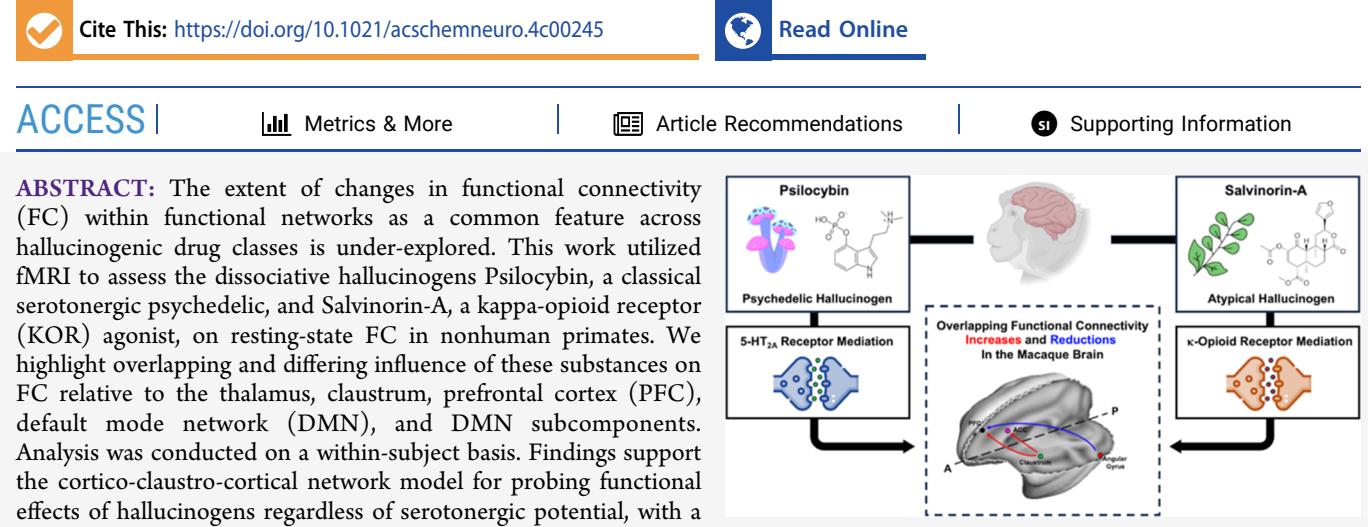 Cite This: https://doi.org/10.1021/acschemneuro.4c00245
Read Online
ACCESS
Metrics & More
Article Recommendations
SI
Supporting Information
ABSTRACT: The extent of changes in functional connectivity
(FC) within functional networks as a common feature across
hallucinogenic drug classes is under-explored. This work utilized
fMRI to assess the dissociative hallucinogens Psilocybin, a classical
serotonergic psychedelic, and Salvinorin-A, a kappa-opioid receptor
(KOR) agonist, on resting-state FC in nonhuman primates. We
highlight overlapping and differing influence of these substances on
FC relative to the thalamus, claustrum, prefrontal cortex (PFC),
default mode network (DMN), and DMN subcomponents.
Analysis was conducted on a within-subject basis. Findings support
the cortico-claustro-cortical network model for probing functional
effects of hallucinogens regardless of serotonergic potential, with a
Psilocybin
Psychedelic Hallucinogen
5-HT2A Receptor Mediation
Salvinorin-A
Atypical Hallucinogen
κ-Opioid Receptor Mediation
Overlapping Functional Connectivity
Increases and Reductions
In the Macaque Brain
P
PFC
ACC
Claustrum
Angular
Gyrus
A